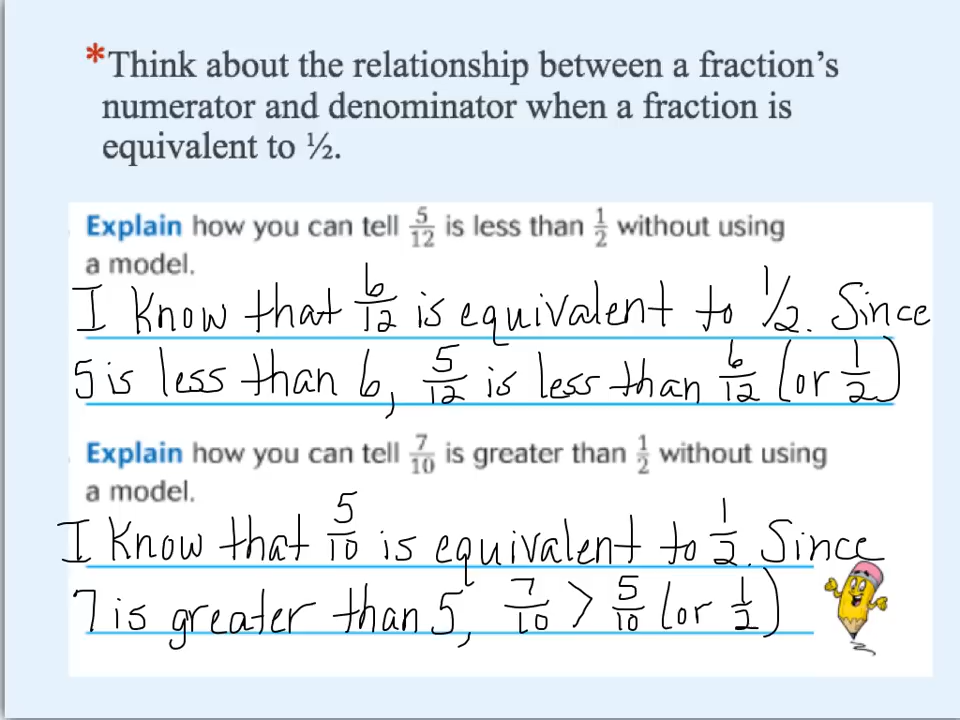 *Think about the relationship between a fraction's
numerator and denominator when a fraction is
equivalent to ½.
Explain how you can tell 5/12 is less than 1/2 without using
a model.
I know that 6/12 is equivalent to 1/2. Since
5 is less than 6, 5/12 is less than 6/12 (or 1/2)
Explain how you can tell 7/10 is greater than 1/2 without using
a model.
I know that 5/10 is equivalent to 1/2. Since
7 is greater than 5, 7/10 > 5/10 (or 1/2)